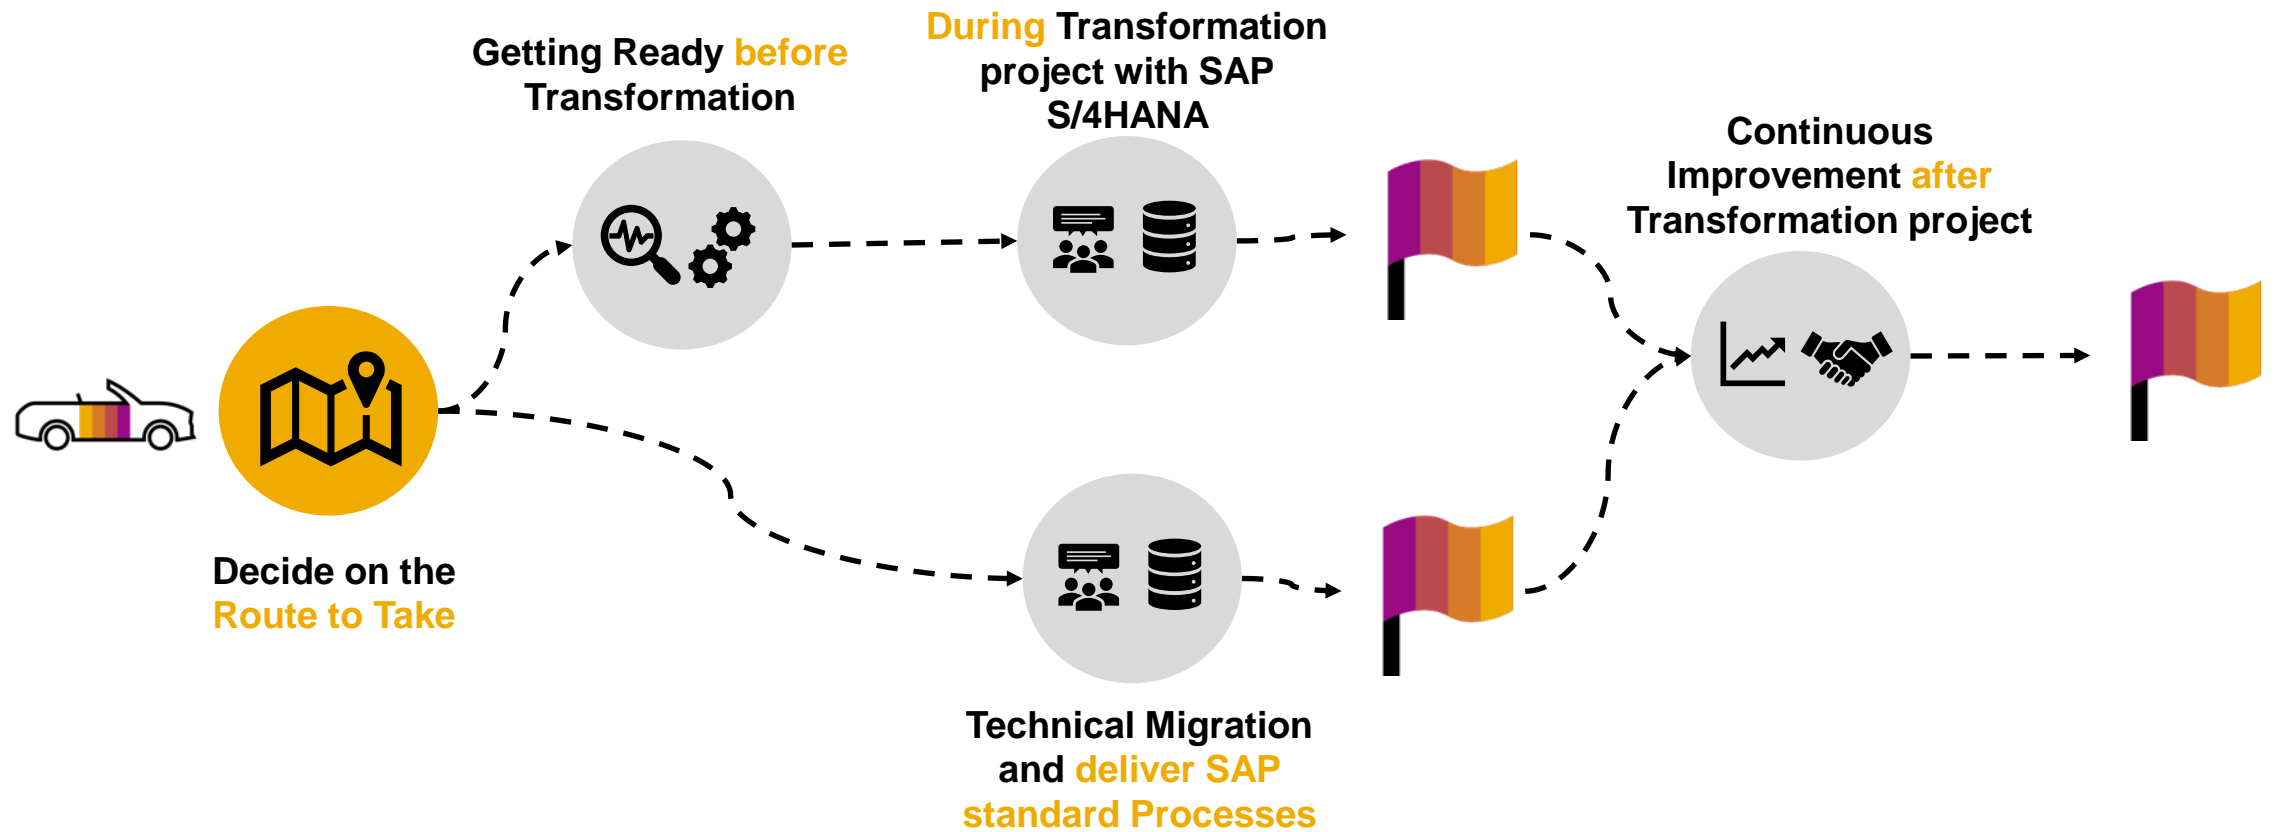 Getting Ready before
Transformation
During Transformation
project with SAP
S/4HANA
Continuous
Improvement after
Transformation project
Decide on the
Route to Take
Technical Migration
and deliver SAP
standard Processes